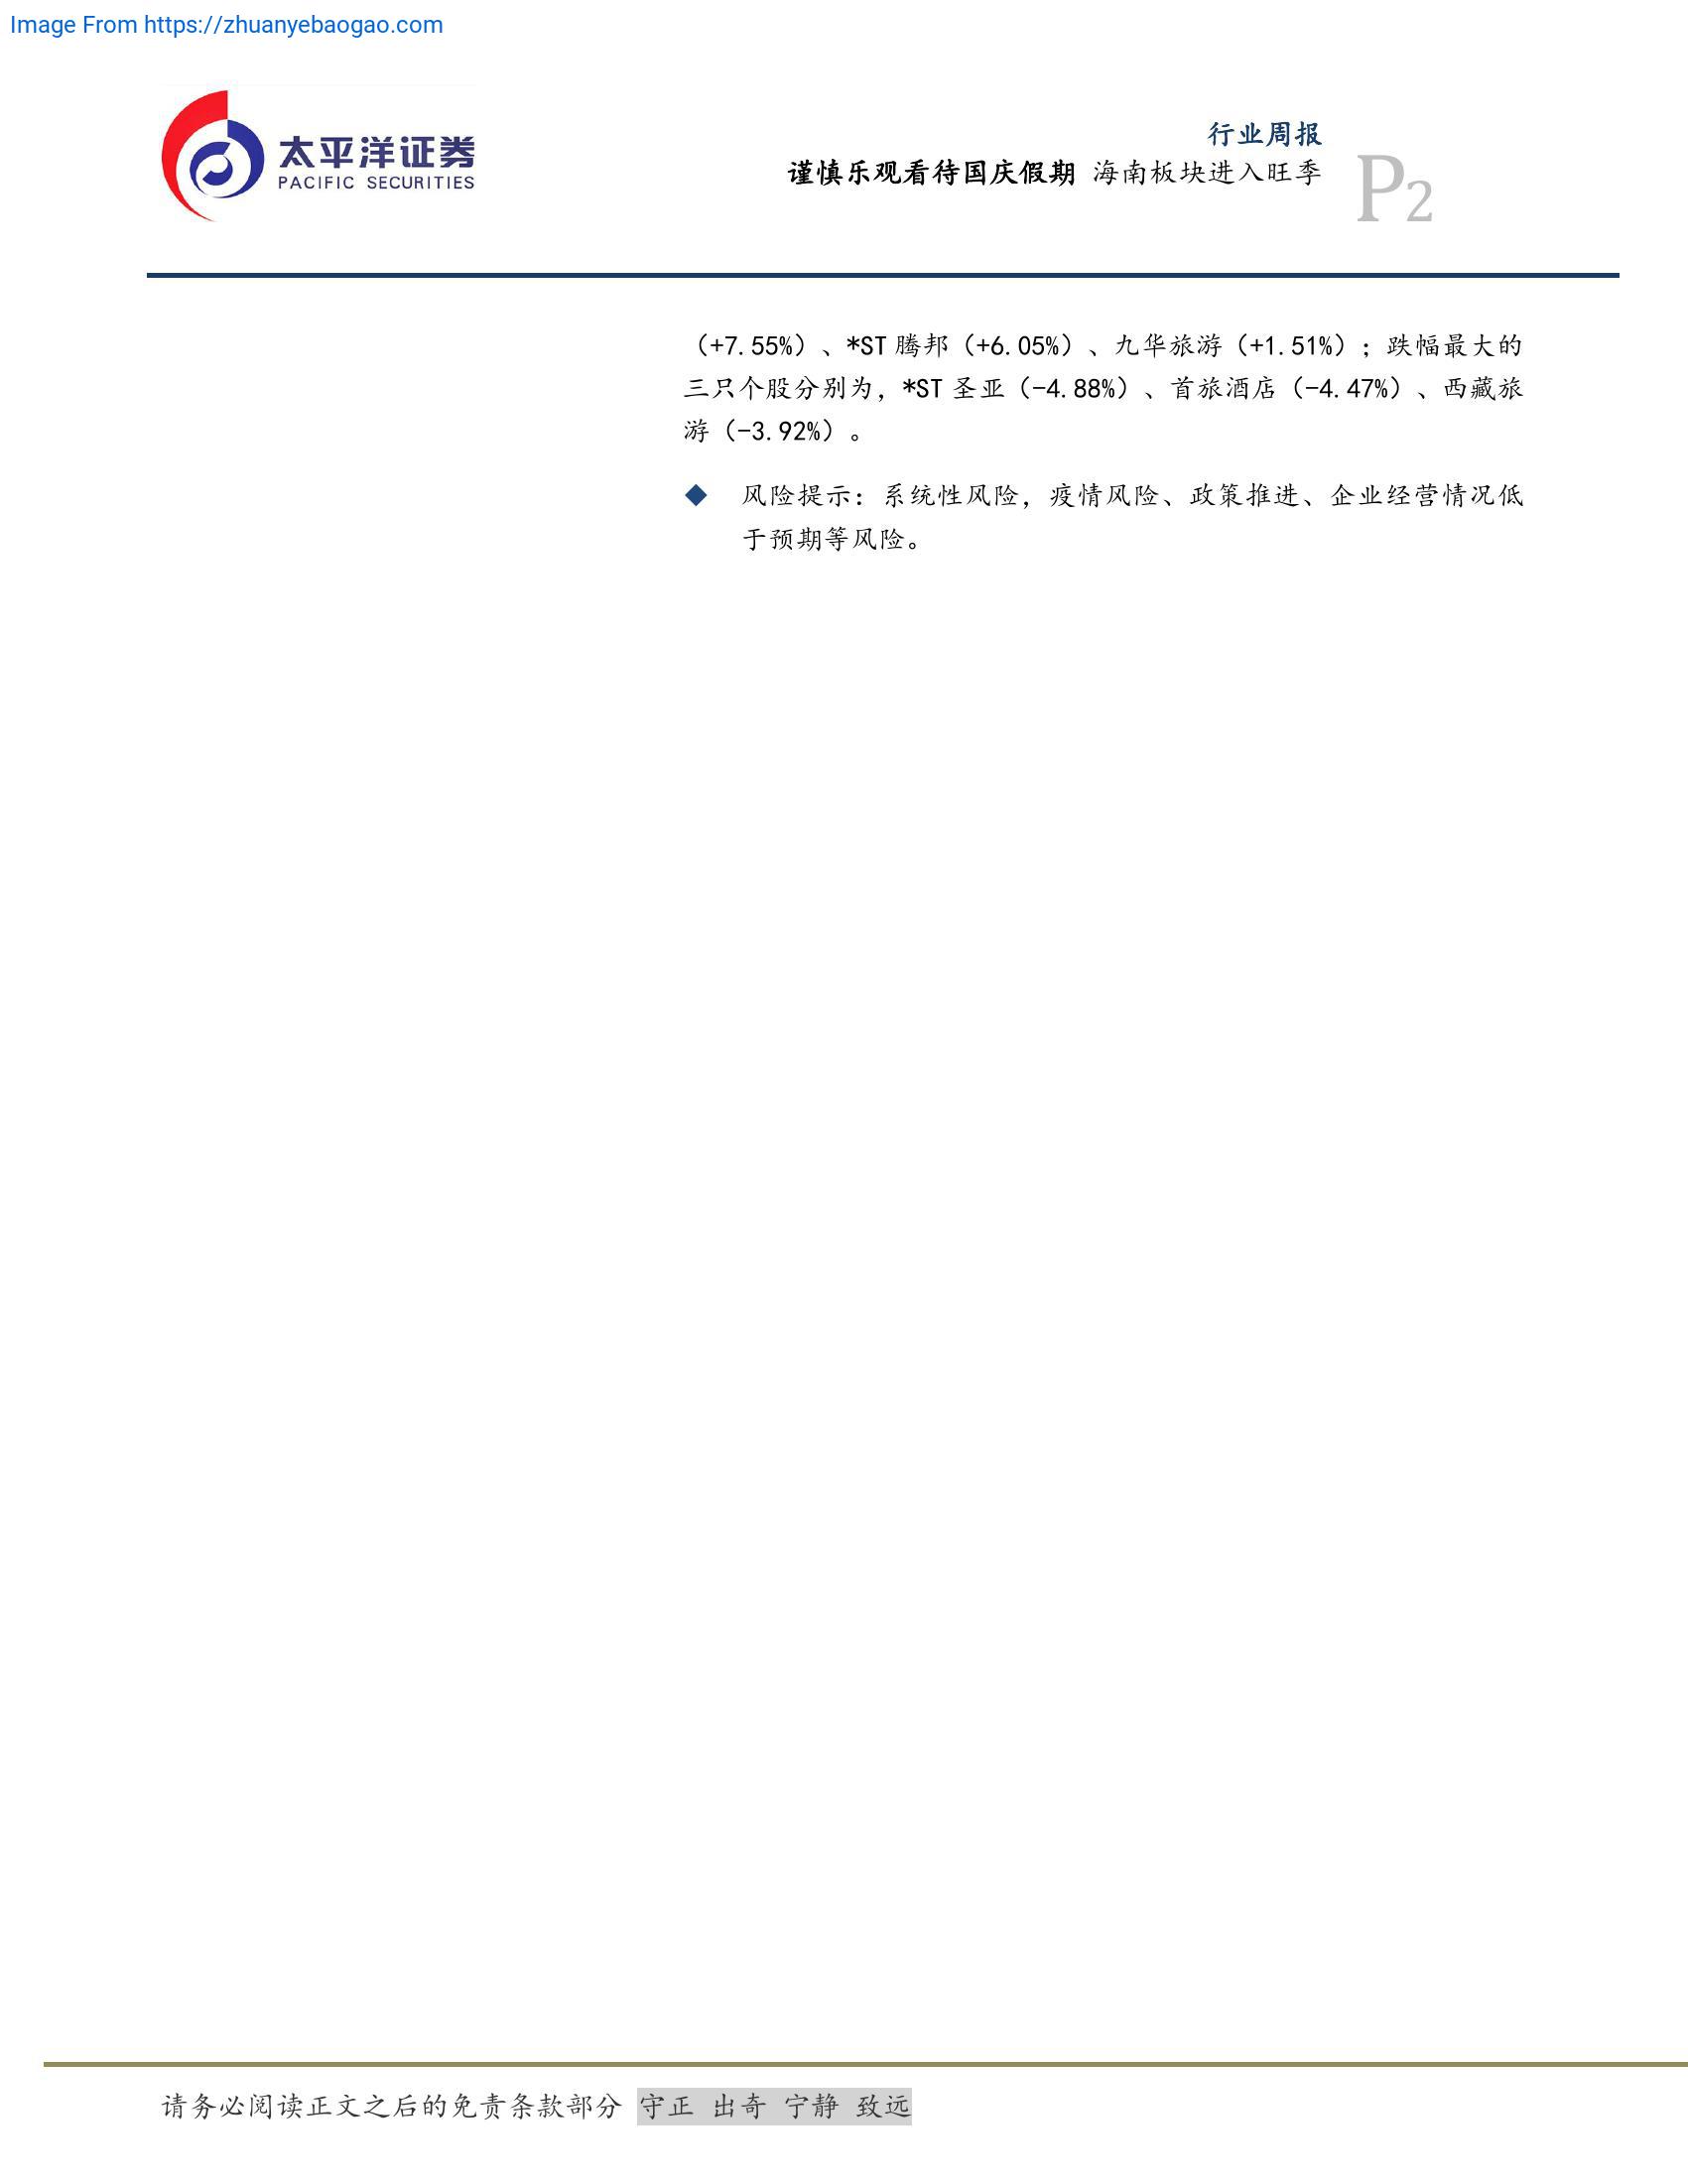 Image From https://zhuanyebaogao.com
太平洋证券
PACIFIC SECURITIES
行业周报
谨慎乐观看待国庆假期 海南板块进入旺季
P2
（+7.55%）、*ST 腾邦（+6.05%）、九华旅游（+1.51%）；跌幅最大的
三只个股分别为，*ST 圣亚（-4.88%）、首旅酒店（-4.47%）、西藏旅
游（-3.92%）。
◆ 风险提示：系统性风险，疫情风险、政策推进、企业经营情况低
于预期等风险。
请务必阅读正文之后的免责条款部分 守正 出奇 宁静 致远